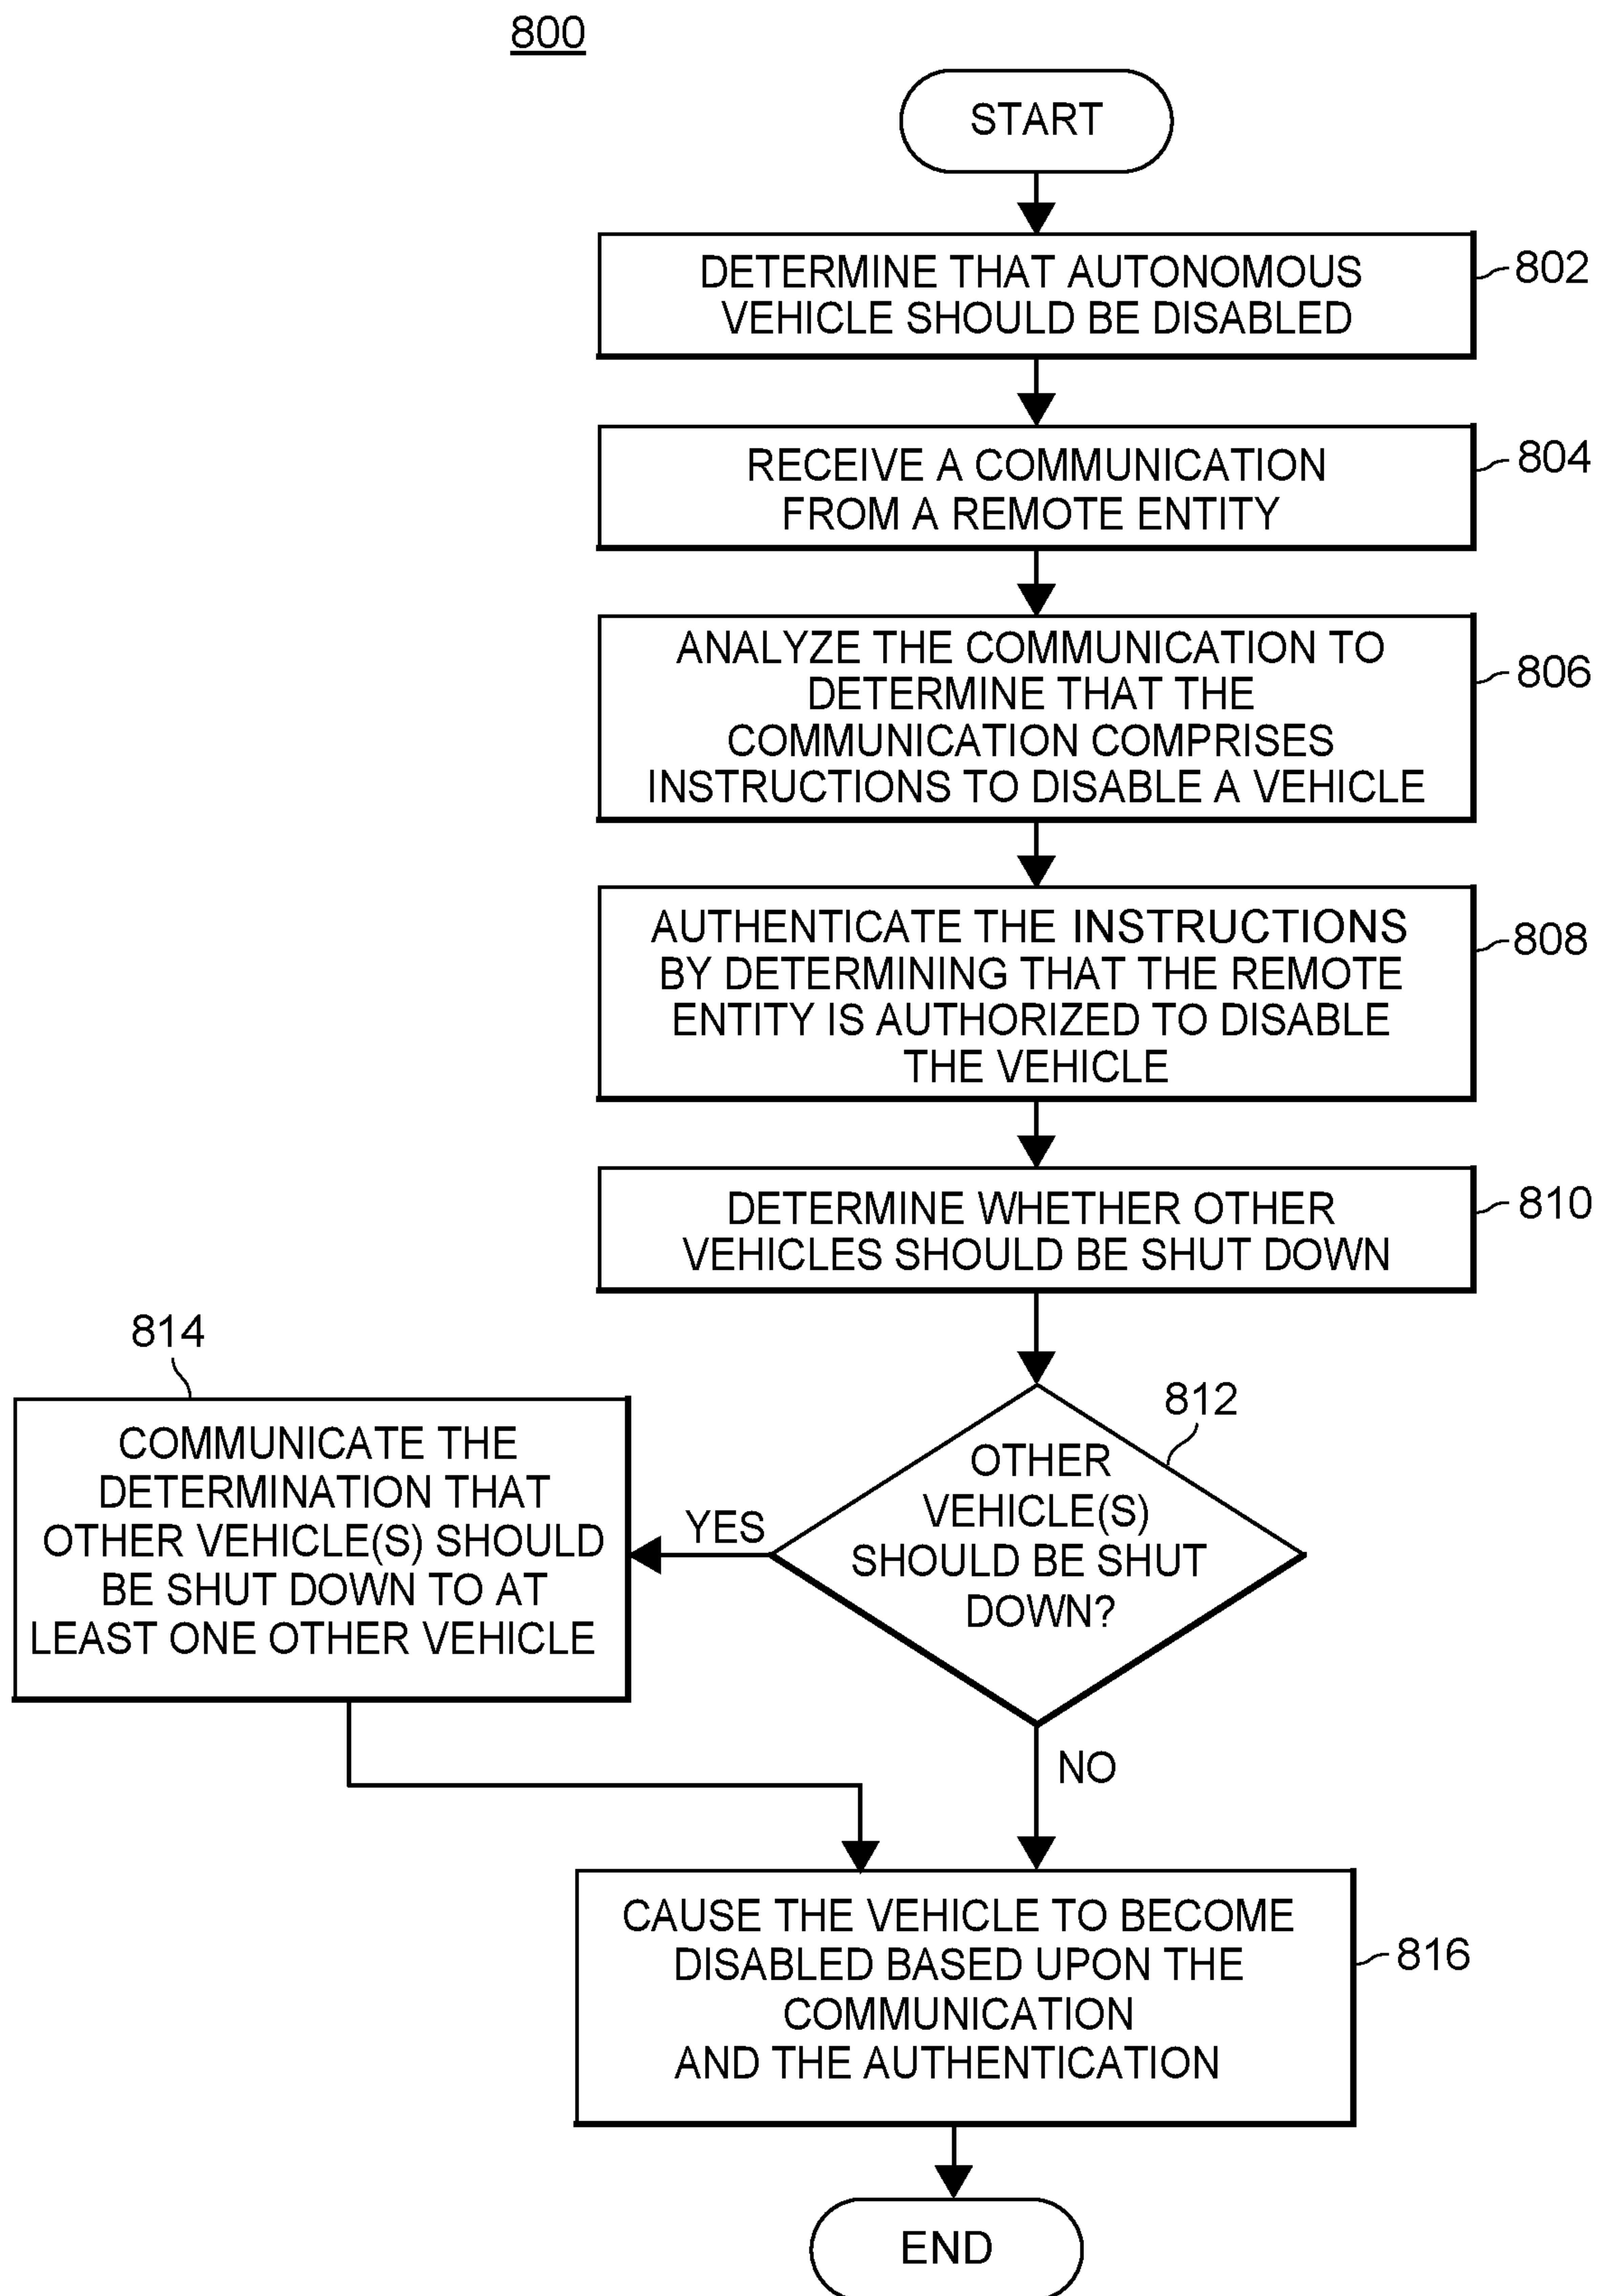 800
START
DETERMINE THAT AUTONOMOUS
VEHICLE SHOULD BE DISABLED
802
RECEIVE A COMMUNICATION
FROM A REMOTE ENTITY
804
ANALYZE THE COMMUNICATION TO
DETERMINE THAT THE
COMMUNICATION COMPRISES
INSTRUCTIONS TO DISABLE A VEHICLE
806
AUTHENTICATE THE INSTRUCTIONS
BY DETERMINING THAT THE REMOTE
ENTITY IS AUTHORIZED TO DISABLE
THE VEHICLE
808
DETERMINE WHETHER OTHER
VEHICLES SHOULD BE SHUT DOWN
810
812
OTHER
VEHICLE(S)
SHOULD BE SHUT
DOWN?
YES
814
COMMUNICATE THE
DETERMINATION THAT
OTHER VEHICLE(S) SHOULD
BE SHUT DOWN TO AT
LEAST ONE OTHER VEHICLE
NO
CAUSE THE VEHICLE TO BECOME
DISABLED BASED UPON THE
COMMUNICATION
AND THE AUTHENTICATION
816
END